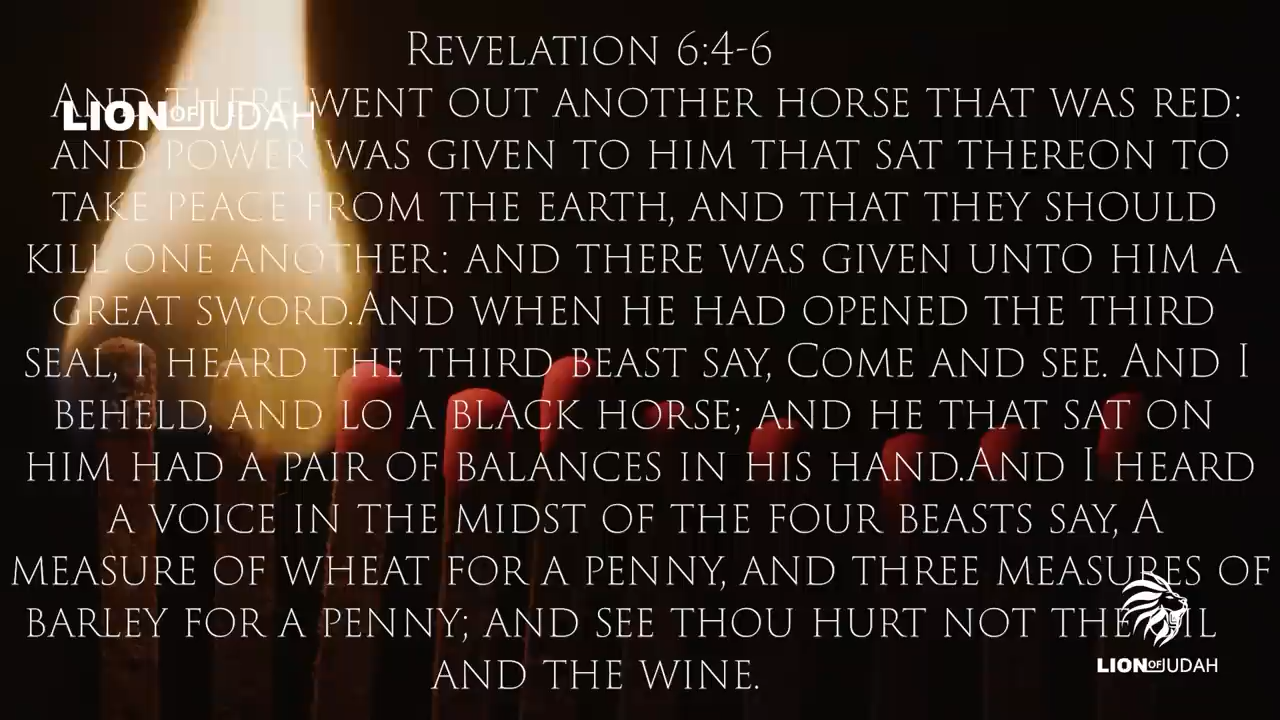 Revelation 6:4-6
And there went out another horse that was red:
LION OF JUDAH
and power was given to him that sat thereon to
take peace from the earth, and that they should
kill one another: and there was given unto him a
great sword.And when he had opened the third
seal, I heard the third beast say, Come and see. And I
beheld, and lo a black horse; and he that sat on
him had a pair of balances in his hand.And I heard
a voice in the midst of the four beasts say, A
measure of wheat for a penny, and three measures of
barley for a penny; and see thou hurt not the oil
and the wine.
LION OF JUDAH